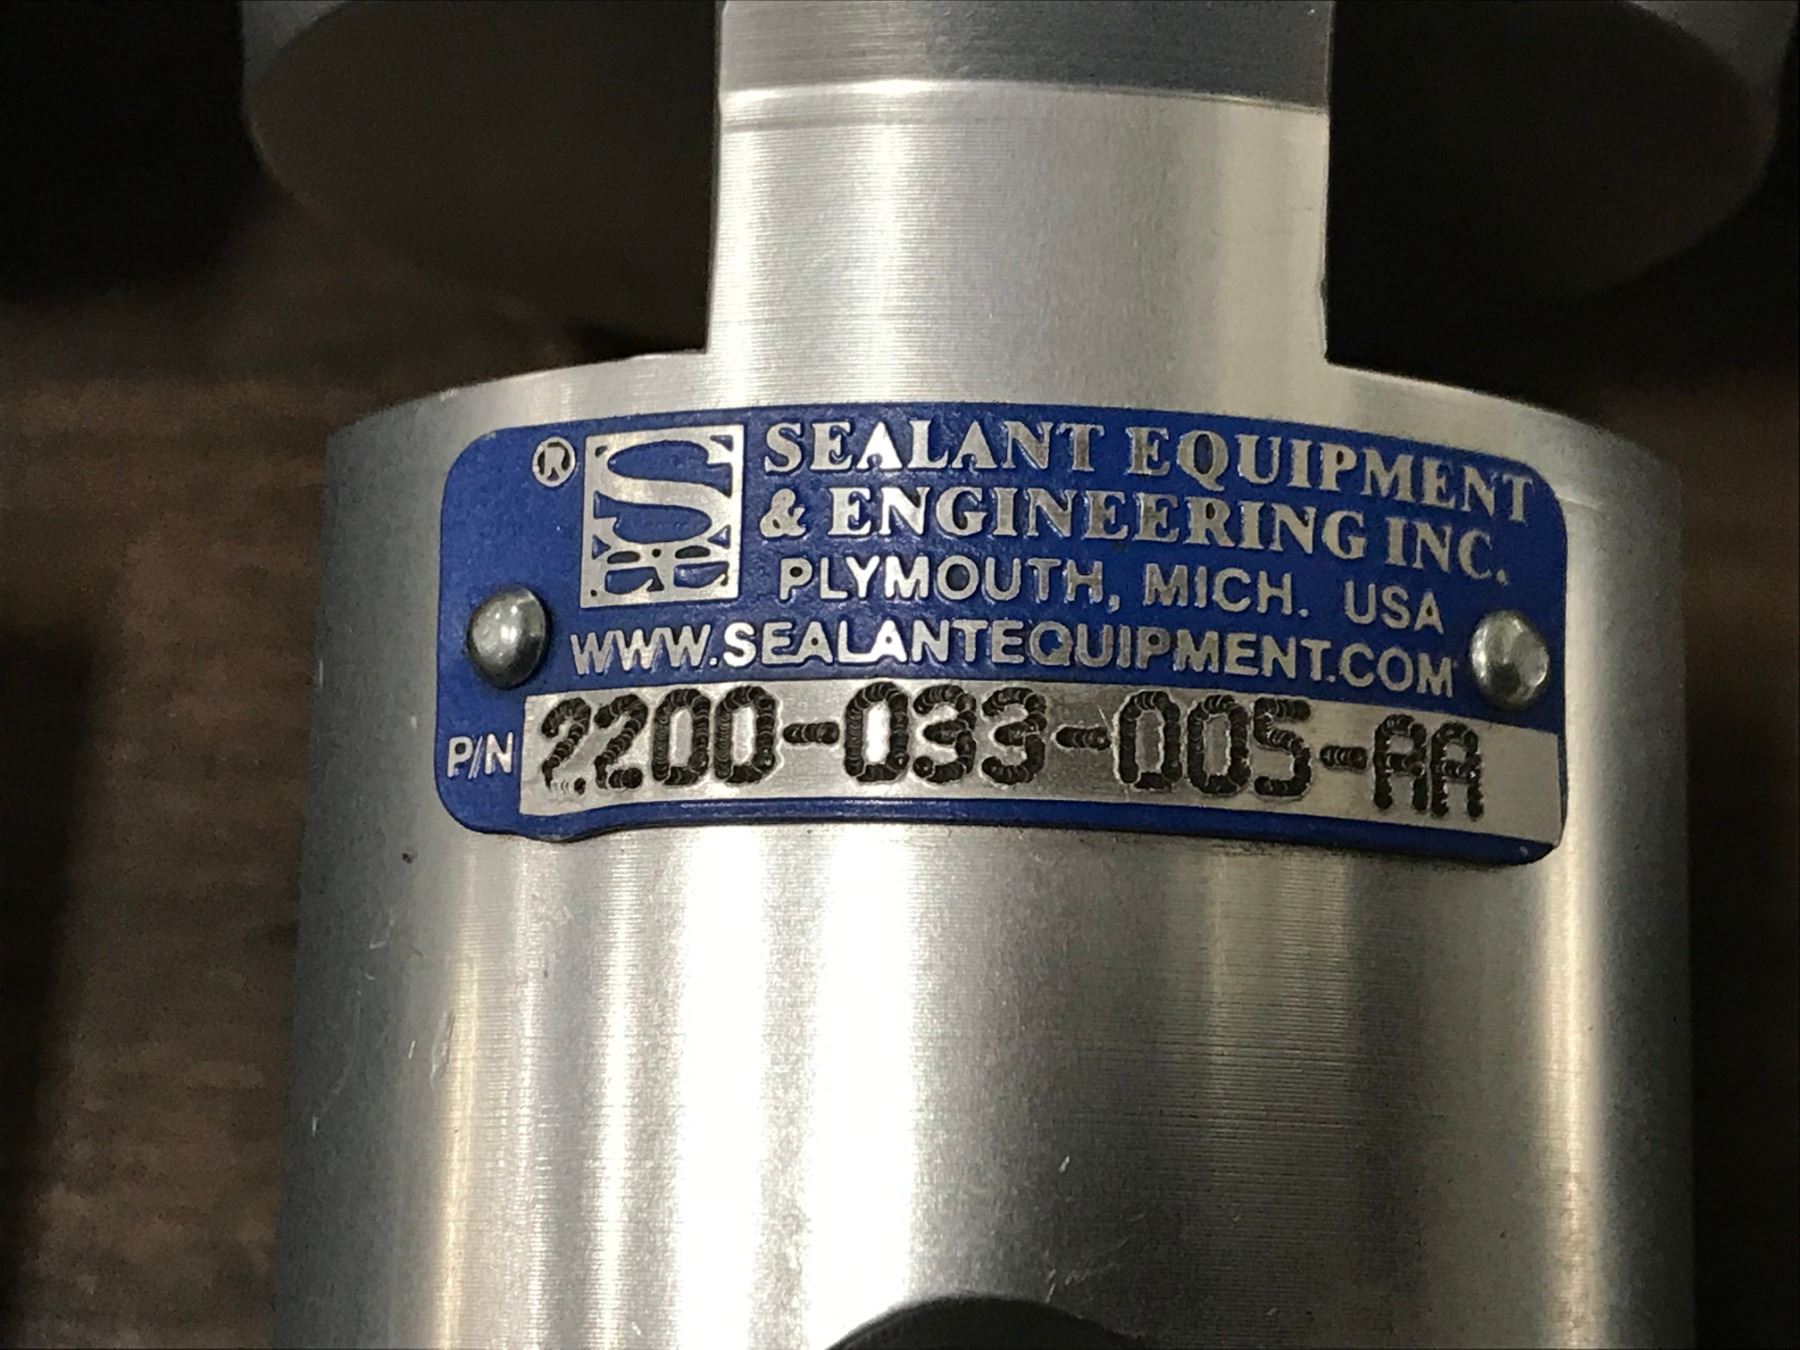 ® S SEALANT EQUIPMENT
& ENGINEERING INC.
PLYMOUTH, MICH. USA
WWW.SEALANTEQUIPMENT.COM
P/N 2200-033-005-AA